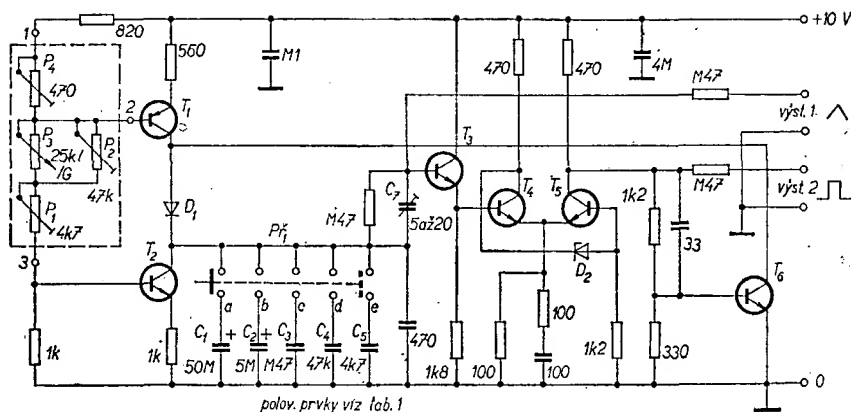 820
1
P4
470
560
M1
470
470
4M
+10 V
M47
výst. 1
2
T1
P3
25k/
/G
P2
47k
T3
T4
T5
C7
5až20
M47
1k2
M47
výst. 2
33
D1
P1
4k7
3
T2
Př1
D2
T6
a
b
c
d
e
C1 +
C2 +
C3
C4
C5
50M
5M
M47
47k
4k7
470
1k
1k
1k8
100
100
100
1k2
330
0
polov. prvky viz tab. 1